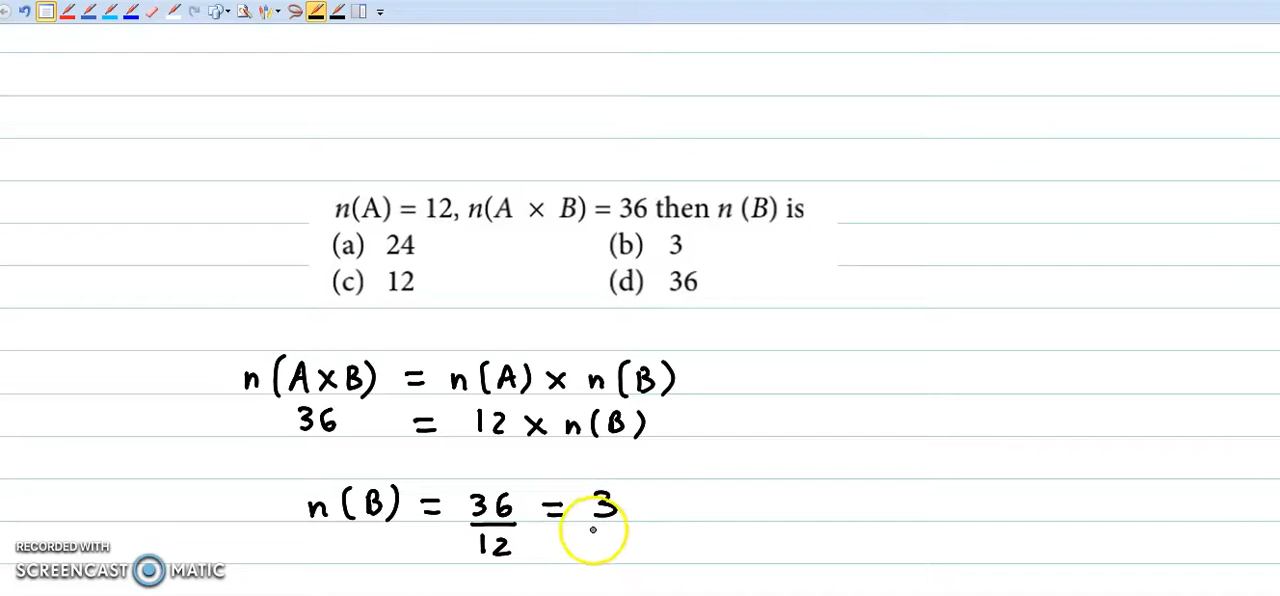 n(A) = 12, n(A × B) = 36 then n (B) is
(a) 24 (b) 3
(c) 12 (d) 36
n(A×B) = n(A) × n(B)
36 = 12 × n(B)
n(B) = 36/12 = 3
RECORDED WITH
SCREENCAST MATIC